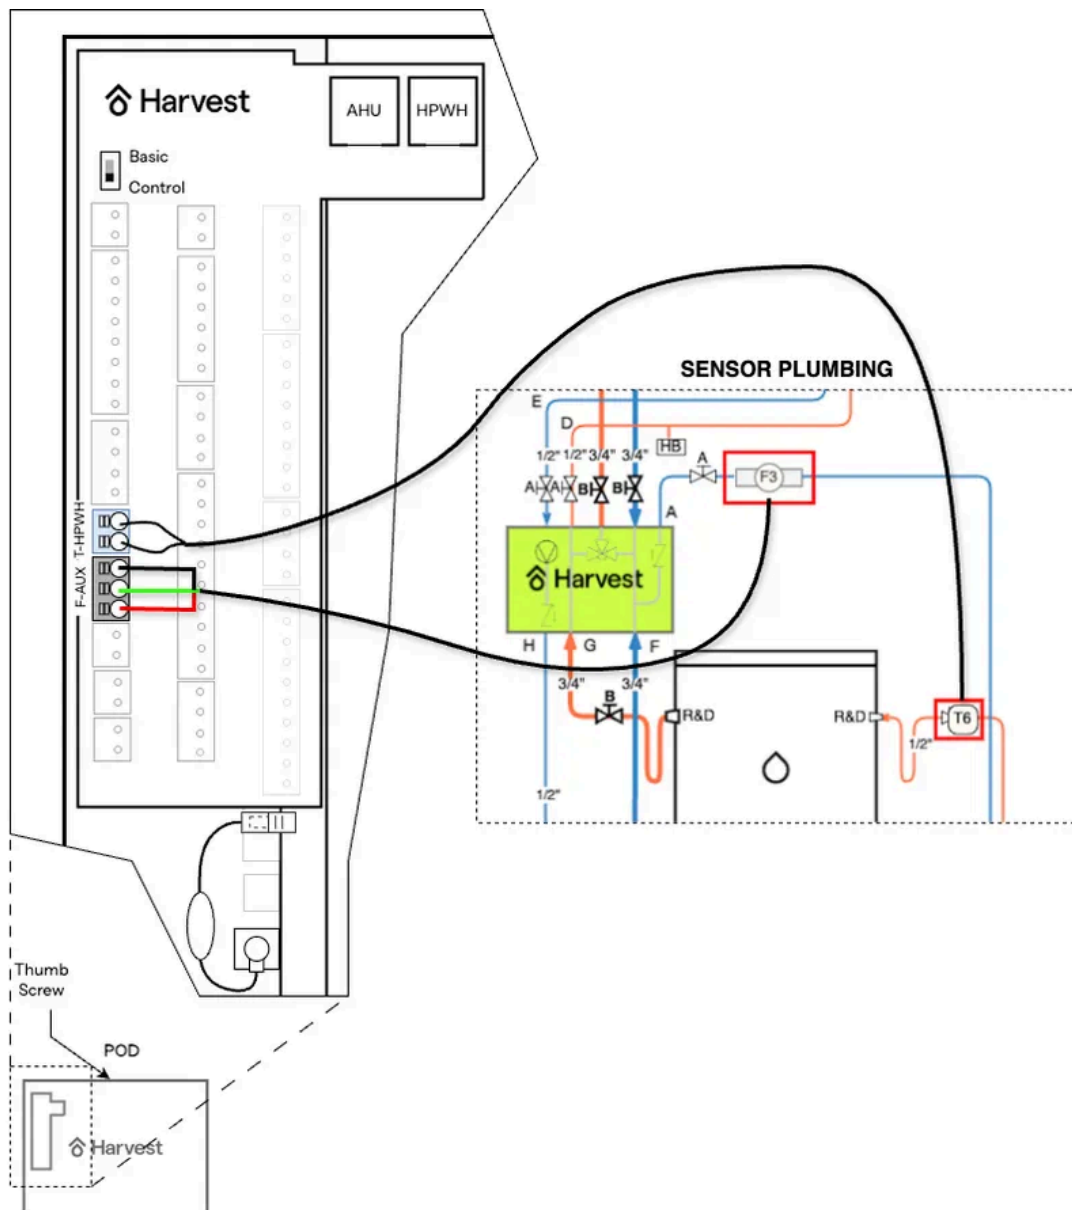 Harvest
AHU
HPWH
Basic
Control
T-HPWH
F-AUX
SENSOR PLUMBING
E
D
HB
1/2"
1/2"
3/4"
3/4"
A
A
A
B
B
F3
A
Harvest
H
G
F
3/4"
3/4"
B
R&D
R&D
T6
1/2"
1/2"
Thumb
Screw
POD
Harvest